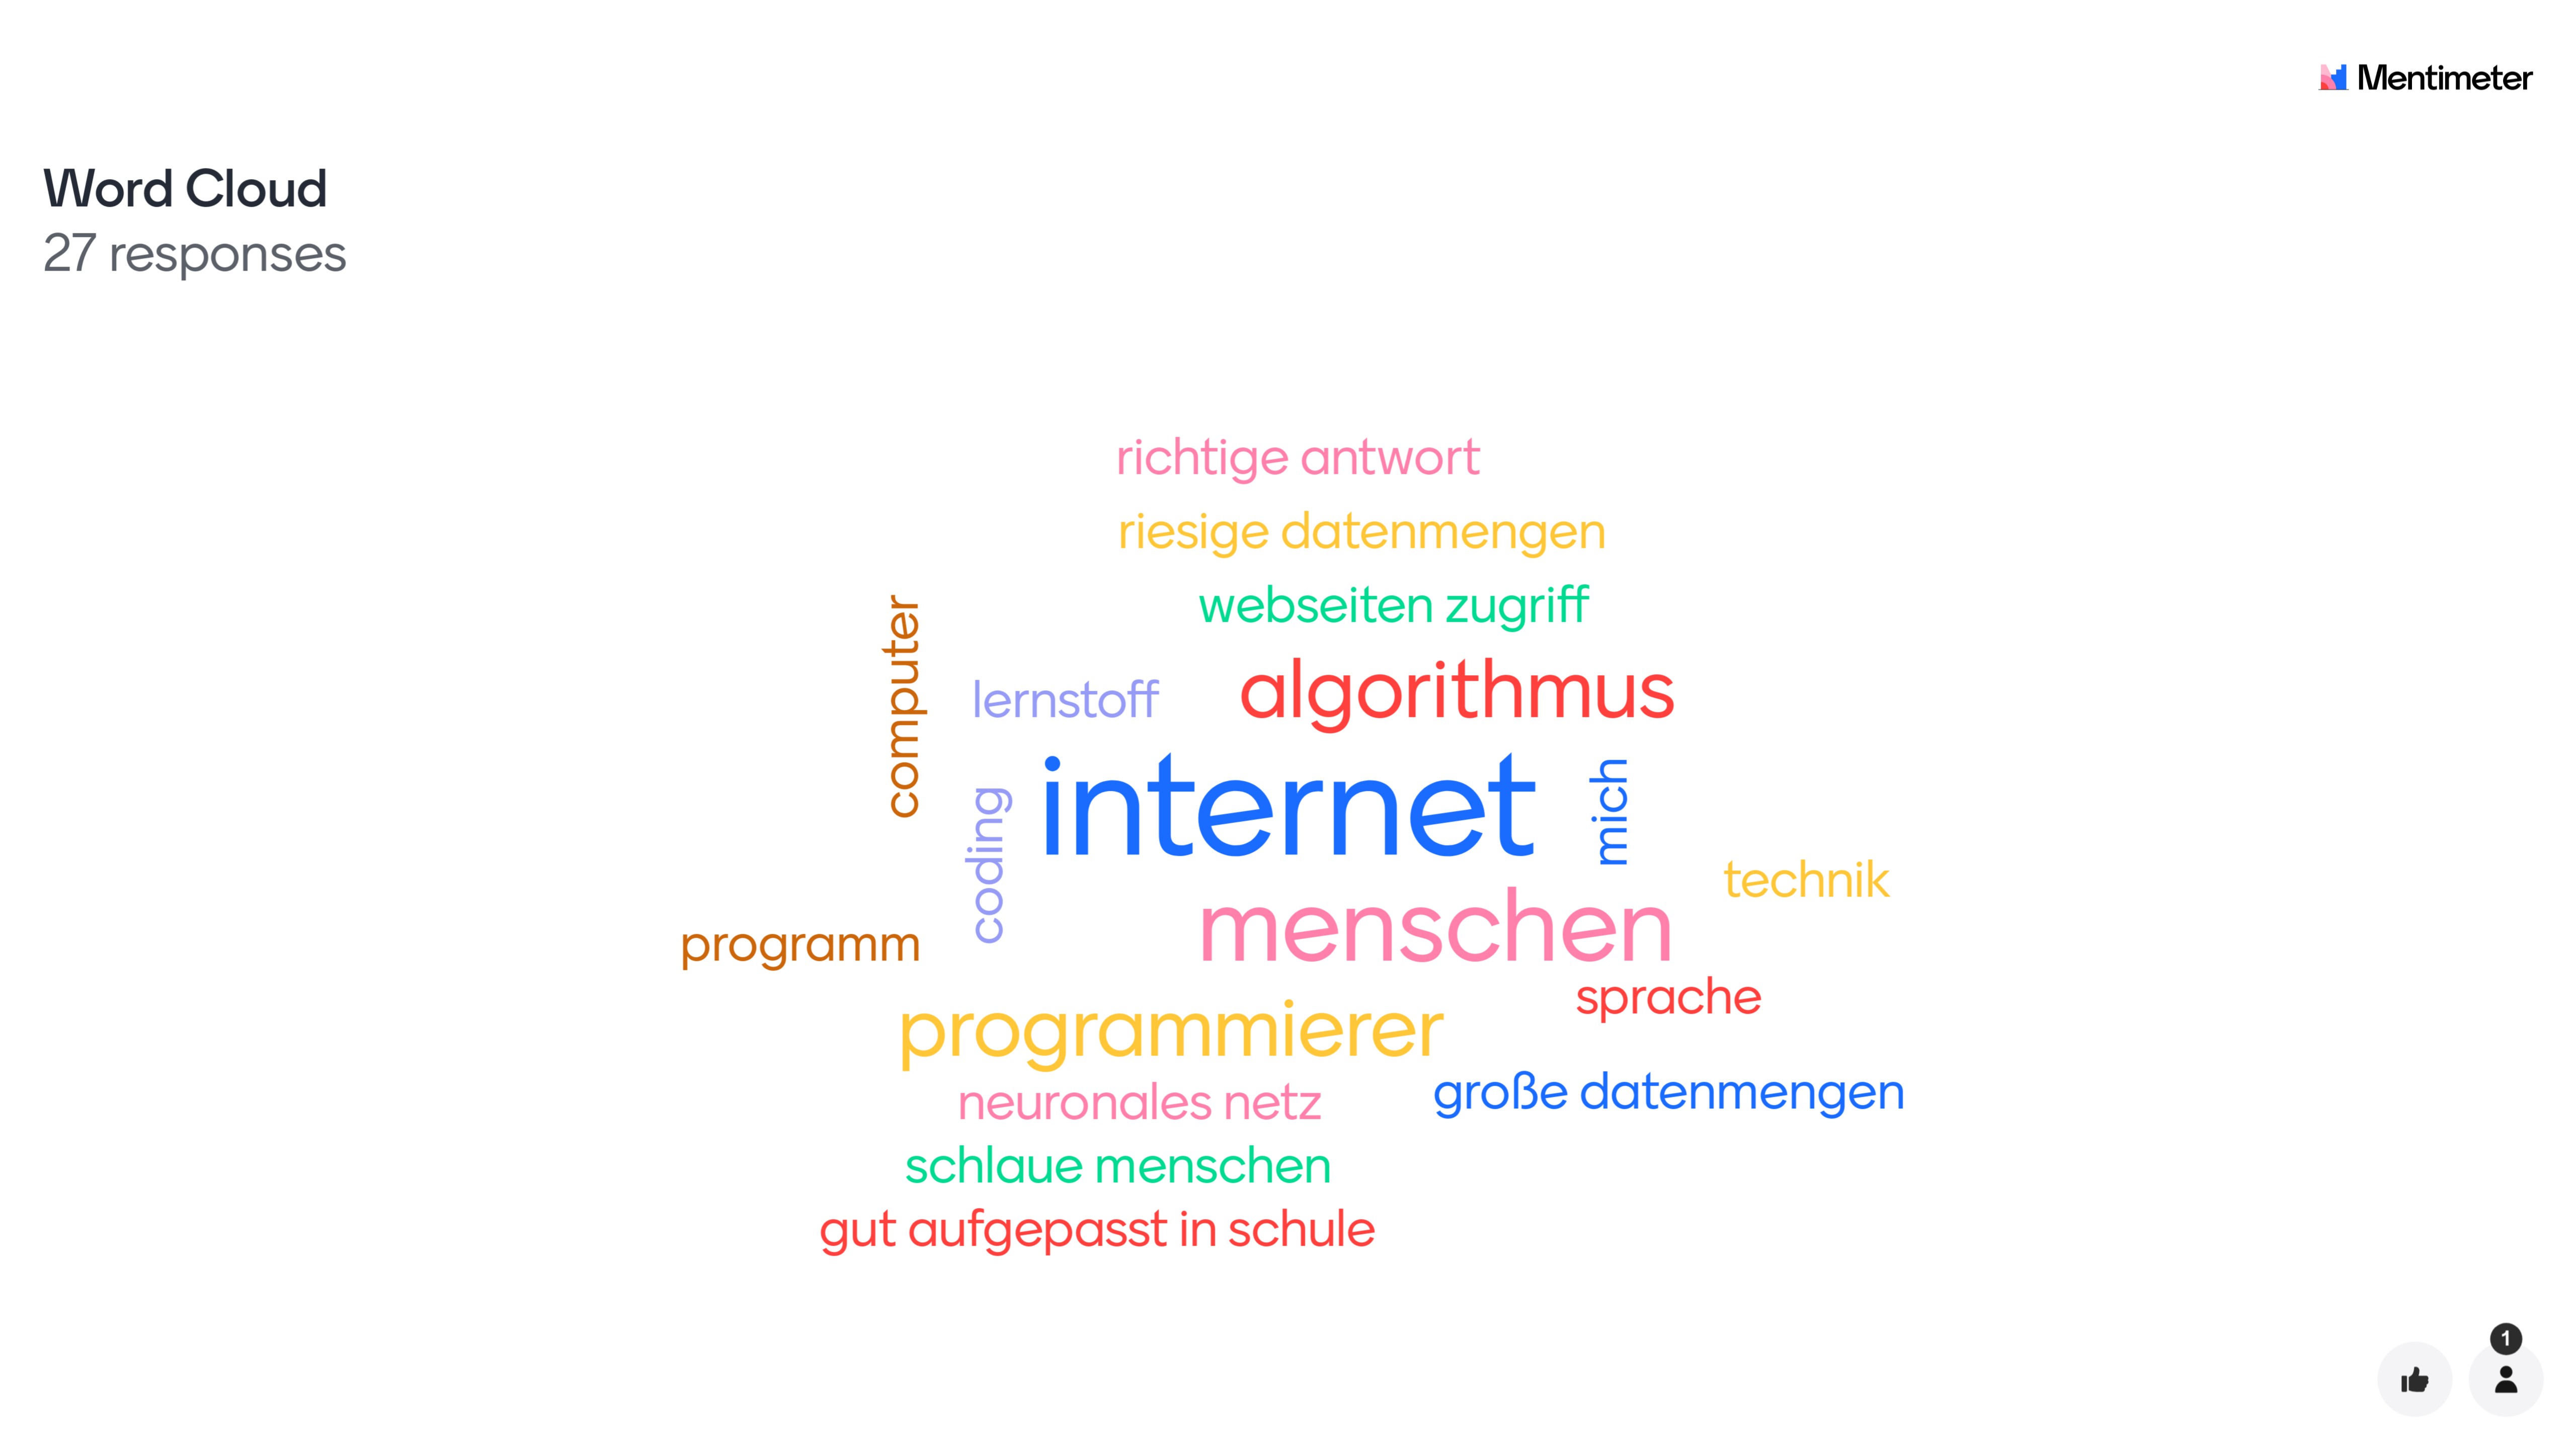 Mentimeter
Word Cloud
27 responses
richtige antwort
riesige datenmengen
webseiten zugriff
computer
lernstoff
algorithmus
internet
mich
coding
technik
menschen
programm
sprache
programmierer
große datenmengen
neuronales netz
schlaue menschen
gut aufgepasst in schule
1